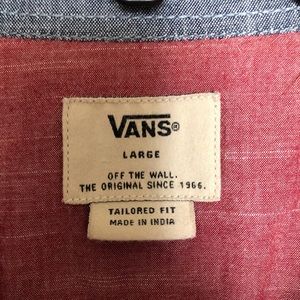 VANS®
LARGE
OFF THE WALL.
THE ORIGINAL SINCE 1966.
TAILORED FIT
MADE IN INDIA